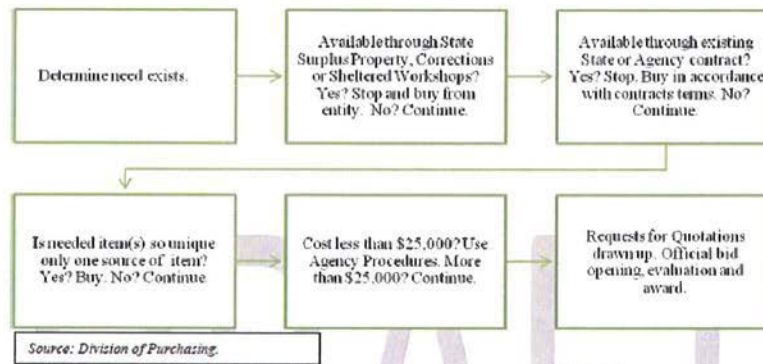 Determine need exists.
Available through State
Surplus Property, Corrections
or Sheltered Workshops?
Yes? Stop and buy from
entity. No? Continue.
Available through existing
State or Agency contract?
Yes? Stop. Buy in accordance
with contracts terms. No?
Continue.
Is needed item(s) so unique
only one source of item?
Yes? Buy. No? Continue
Cost less than $25,000? Use
Agency Procedures. More
than $25,000? Continue.
Requests for Quotations
drawn up. Official bid
opening, evaluation and
award.
Source: Division of Purchasing.